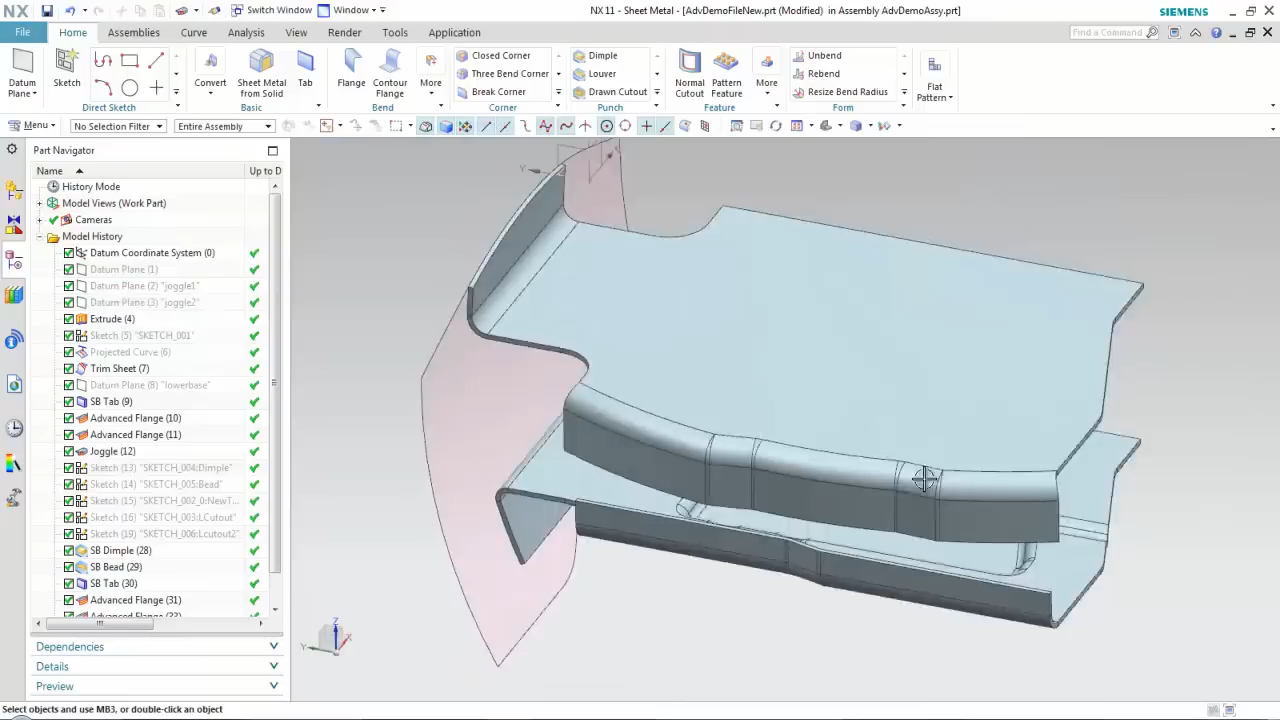 NX
Switch Window
Window
NX 11 - Sheet Metal - [AdvDemoFileNew.prt (Modified) in Assembly AdvDemoAssy.prt]
SIEMENS
File
Home
Assemblies
Curve
Analysis
View
Render
Tools
Application
Find a Command
Datum Plane
Sketch
Direct Sketch
Convert
Sheet Metal from Solid
Tab
Basic
Flange
Contour Flange
More
Bend
Closed Corner
Three Bend Corner
Break Corner
Corner
Dimple
Louver
Drawn Cutout
Punch
Normal Cutout
Pattern Feature
More
Feature
Unbend
Rebend
Resize Bend Radius
Form
Flat Pattern
Menu
No Selection Filter
Entire Assembly
Part Navigator
Name
Up to D
History Mode
Model Views (Work Part)
Cameras
Model History
Datum Coordinate System (0)
Datum Plane (1)
Datum Plane (2) "joggle1"
Datum Plane (3) "joggle2"
Extrude (4)
Sketch (5) "SKETCH_001"
Projected Curve (6)
Trim Sheet (7)
Datum Plane (8) "lowerbase"
SB Tab (9)
Advanced Flange (10)
Advanced Flange (11)
Joggle (12)
Sketch (13) "SKETCH_004:Dimple"
Sketch (14) "SKETCH_005:Bead"
Sketch (15) "SKETCH_002_0:NewT...
Sketch (16) "SKETCH_003:LCutout"
Sketch (19) "SKETCH_006:Lcutout2"
SB Dimple (28)
SB Bead (29)
SB Tab (30)
Advanced Flange (31)
Dependencies
Details
Preview
Y
Z
Y
X
Select objects and use MB3, or double-click an object